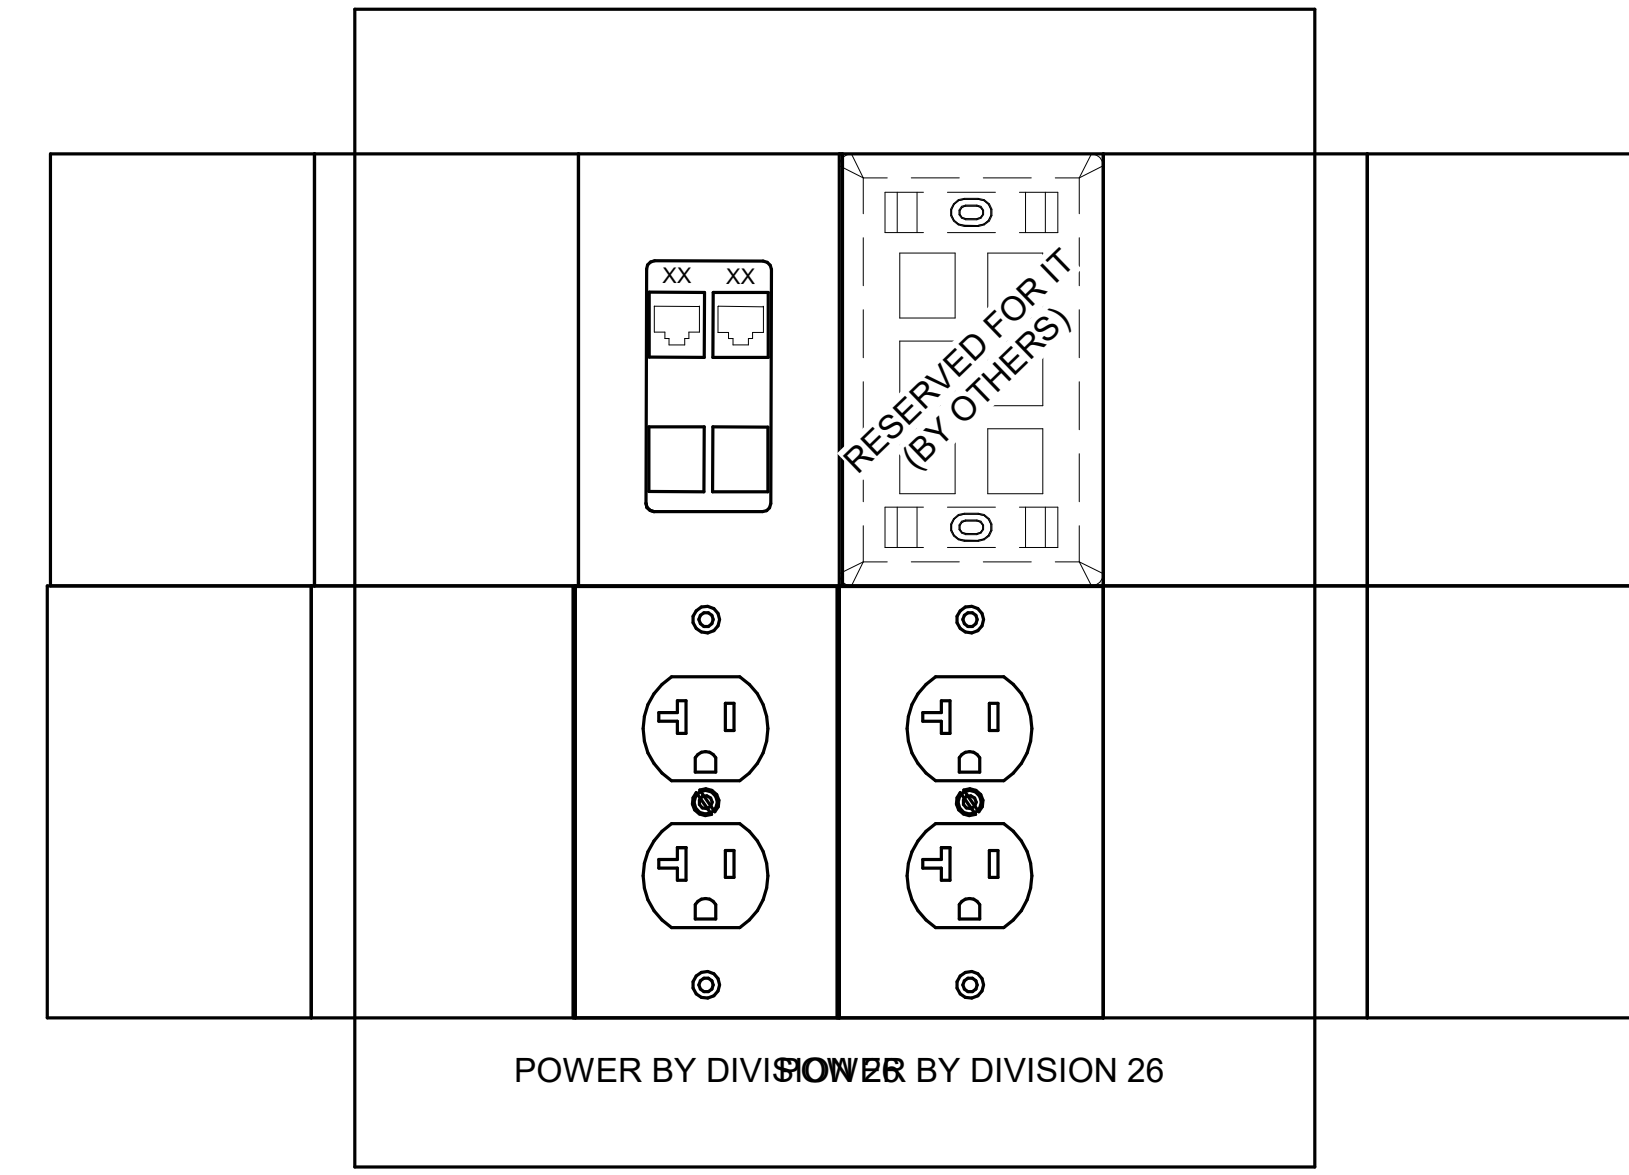 XX XX
RESERVED FOR IT
(BY OTHERS)
POWER BY DIVISION 26
POWER BY DIVISION 26